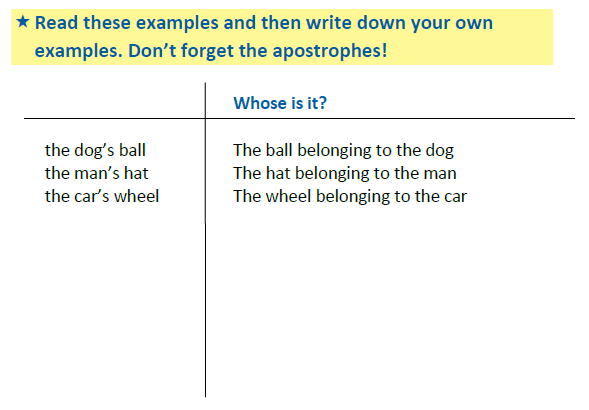 ★ Read these examples and then write down your own
examples. Don't forget the apostrophes!
Whose is it?
the dog's ball The ball belonging to the dog
the man's hat The hat belonging to the man
the car's wheel The wheel belonging to the car